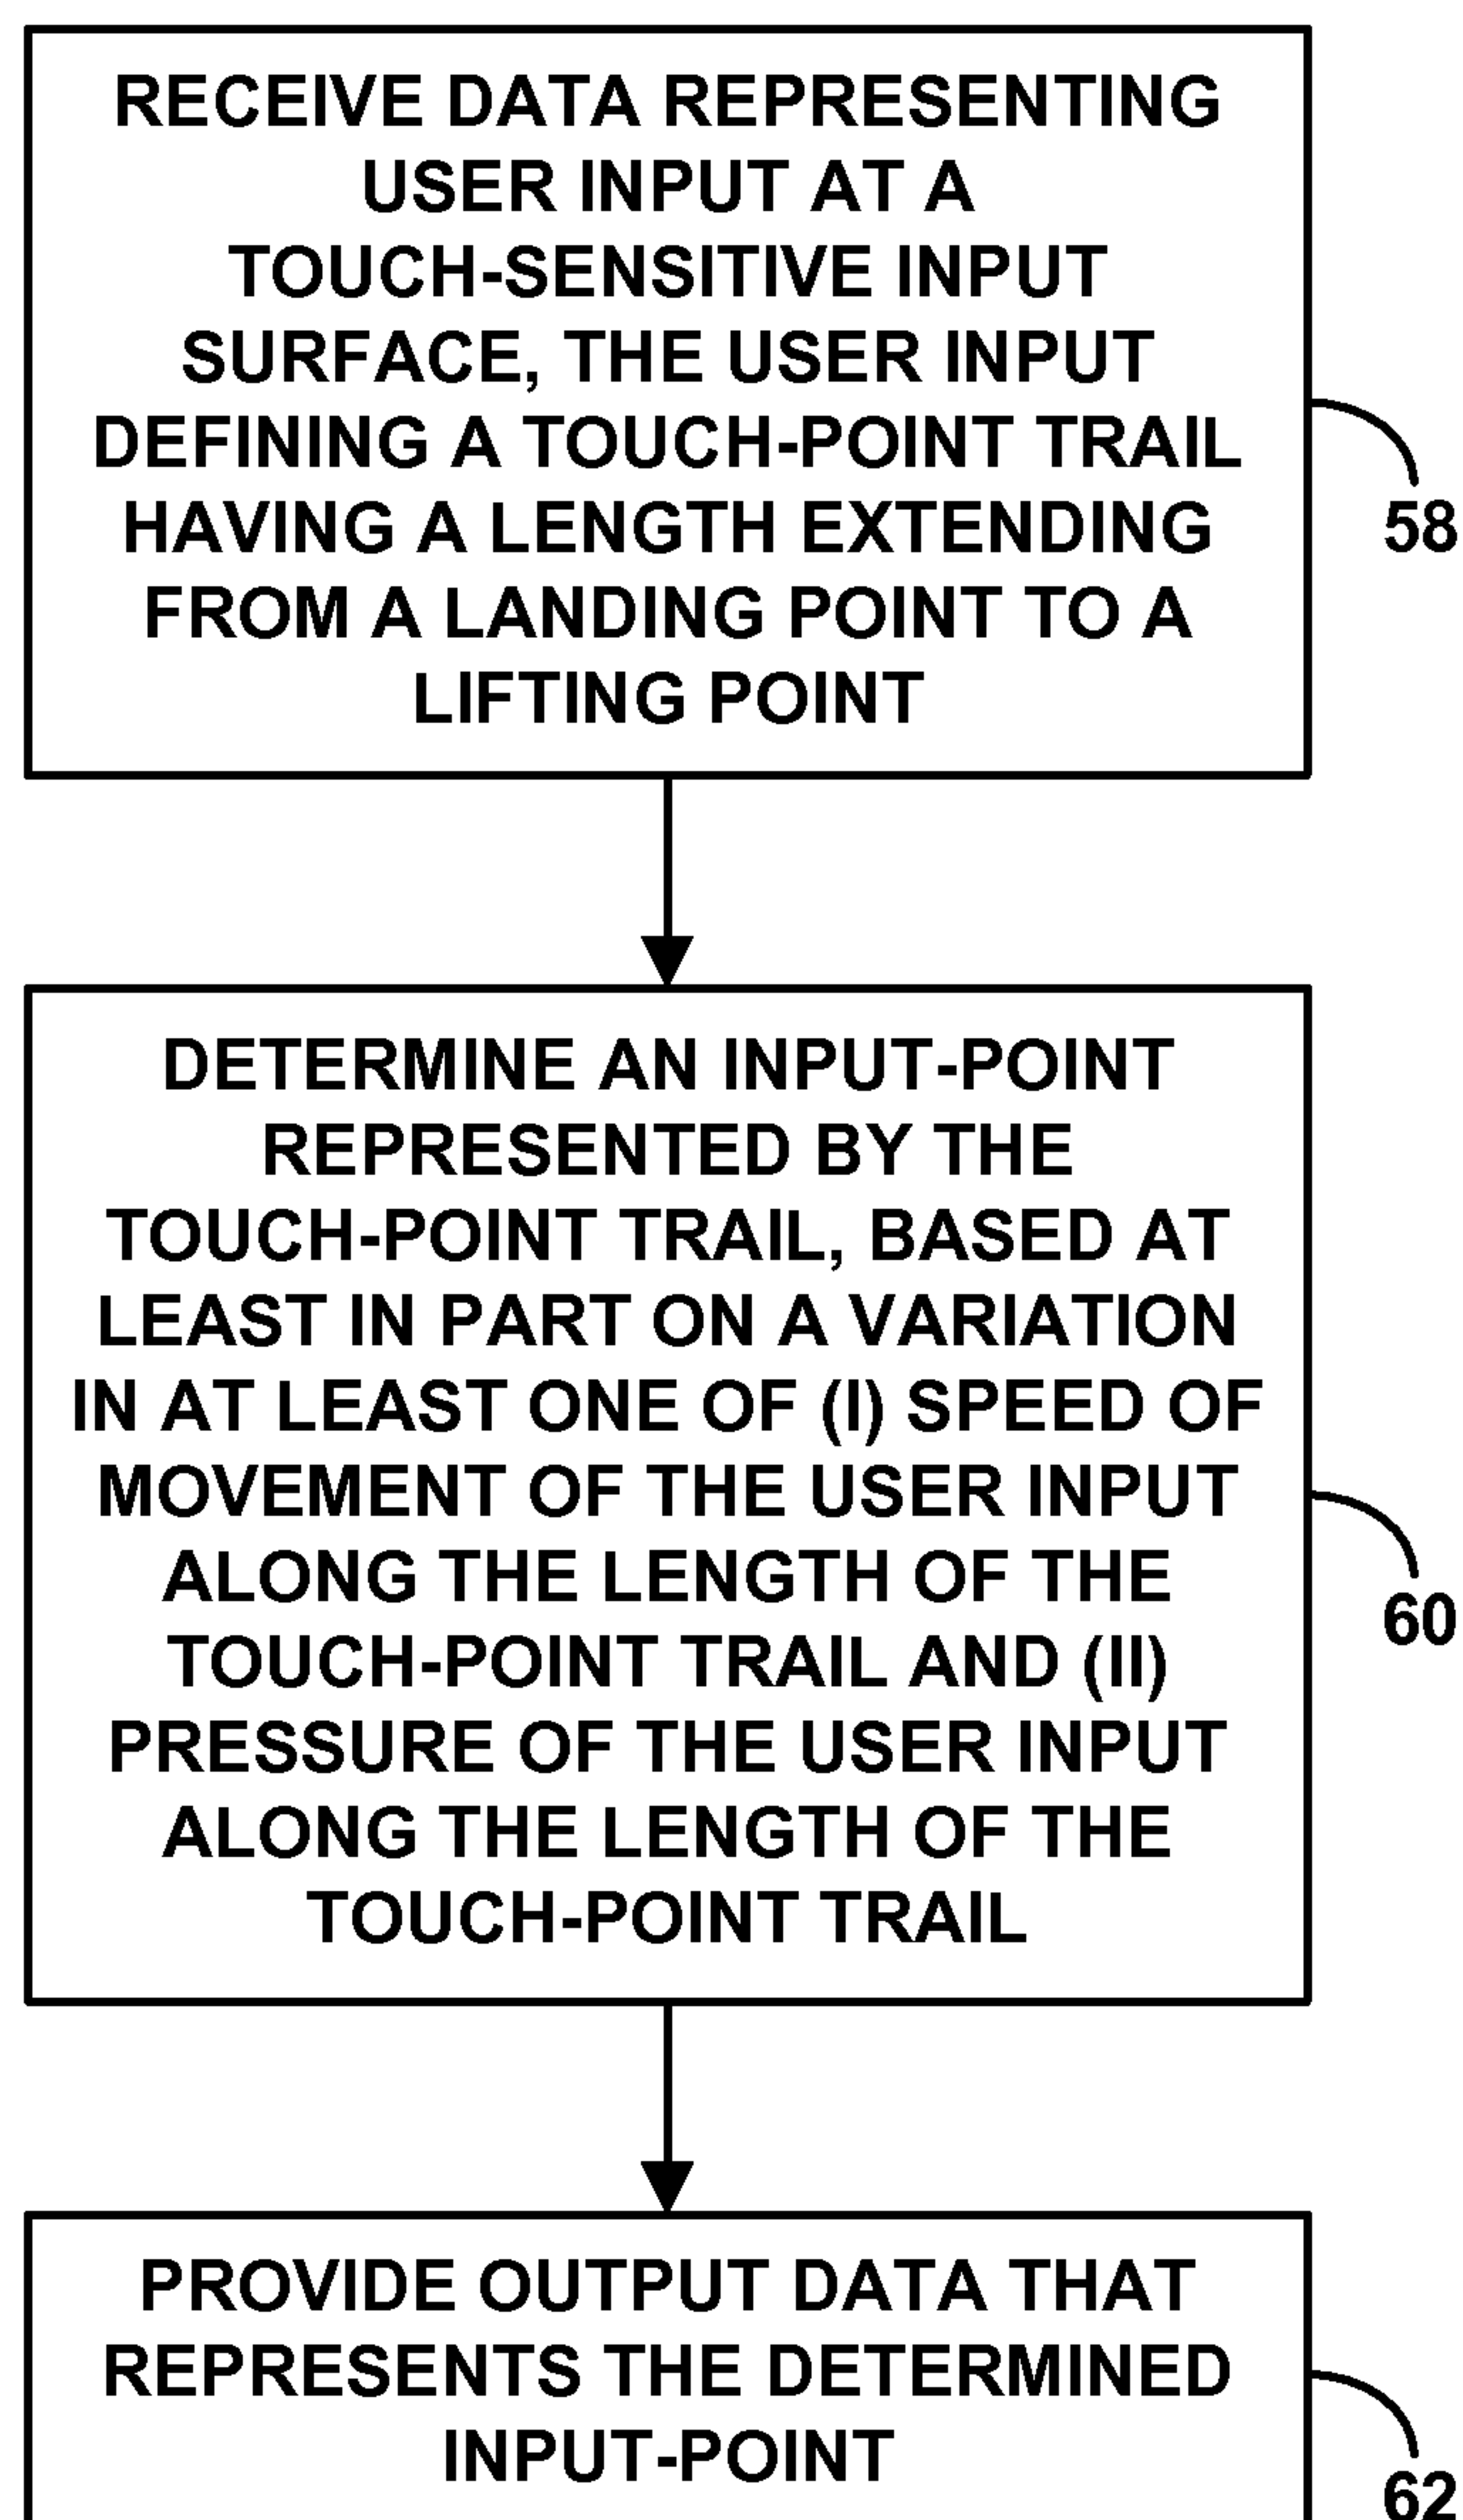 RECEIVE DATA REPRESENTING
USER INPUT AT A
TOUCH-SENSITIVE INPUT
SURFACE, THE USER INPUT
DEFINING A TOUCH-POINT TRAIL
HAVING A LENGTH EXTENDING
FROM A LANDING POINT TO A
LIFTING POINT
58
DETERMINE AN INPUT-POINT
REPRESENTED BY THE
TOUCH-POINT TRAIL, BASED AT
LEAST IN PART ON A VARIATION
IN AT LEAST ONE OF (I) SPEED OF
MOVEMENT OF THE USER INPUT
ALONG THE LENGTH OF THE
TOUCH-POINT TRAIL AND (II)
PRESSURE OF THE USER INPUT
ALONG THE LENGTH OF THE
TOUCH-POINT TRAIL
60
PROVIDE OUTPUT DATA THAT
REPRESENTS THE DETERMINED
INPUT-POINT
62